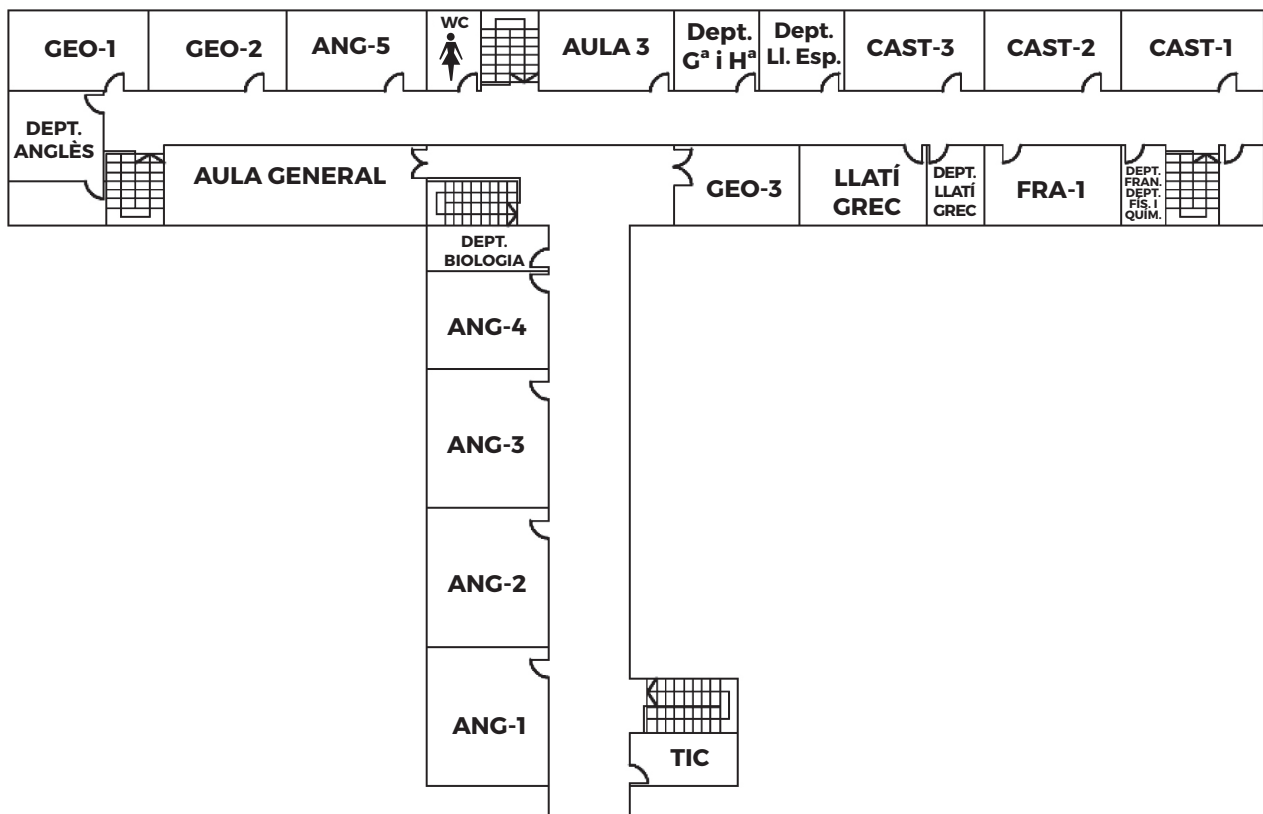 GEO-1
GEO-2
ANG-5
WC
AULA 3
Dept.
Gª i Hª
Dept.
Ll. Esp.
CAST-3
CAST-2
CAST-1
DEPT.
ANGLÈS
AULA GENERAL
GEO-3
LLATÍ
GREC
DEPT.
LLATÍ
GREC
FRA-1
DEPT.
FRAN.
DEPT.
FÍS. I
QUÍM.
DEPT.
BIOLOGIA
ANG-4
ANG-3
ANG-2
ANG-1
TIC